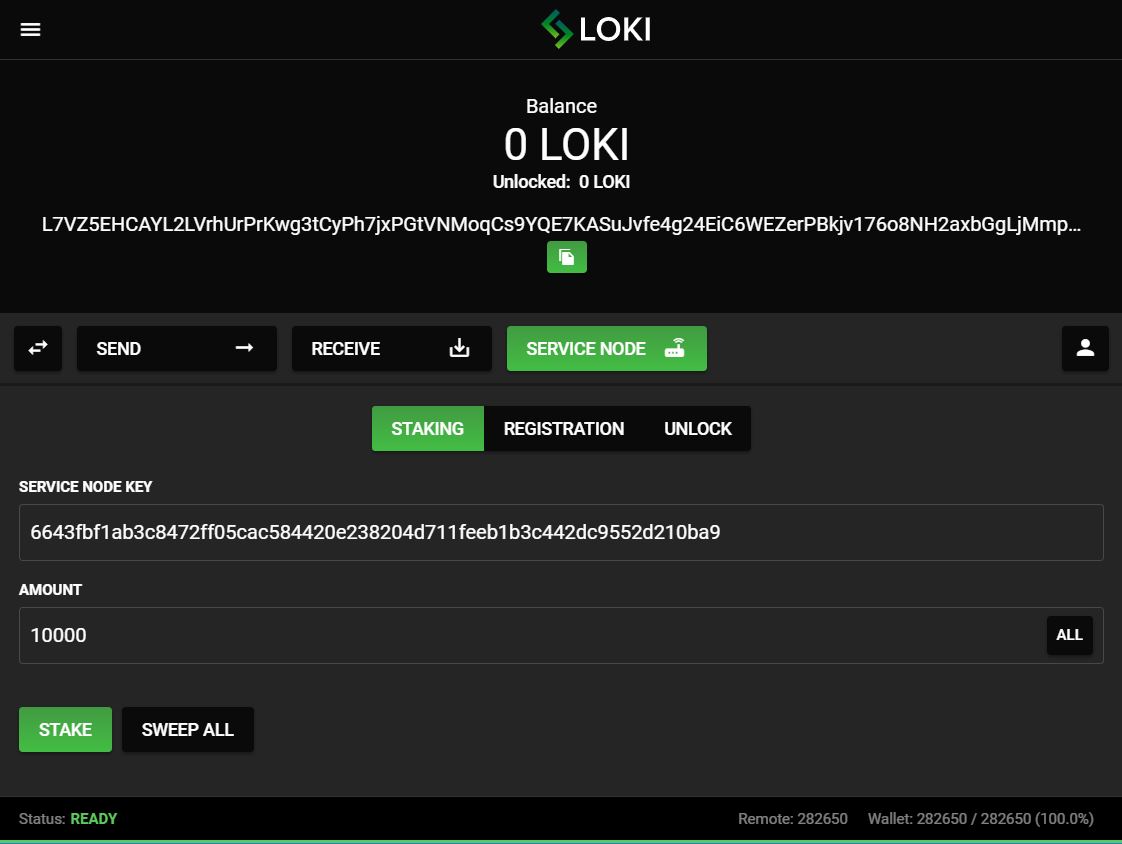 LOKI
Balance
0 LOKI
Unlocked: 0 LOKI
L7VZ5EHCAYL2LVrhUrPrKwg3tCyPh7jxPGtVNMoqCs9YQE7KASuJvfe4g24EiC6WEZerPBkjv176o8NH2axbGgLjMmp...
SEND
RECEIVE
SERVICE NODE
STAKING
REGISTRATION
UNLOCK
SERVICE NODE KEY
6643fbf1ab3c8472ff05cac584420e238204d711feeb1b3c442dc9552d210ba9
AMOUNT
10000
ALL
STAKE
SWEEP ALL
Status: READY
Remote: 282650
Wallet: 282650 / 282650 (100.0%)